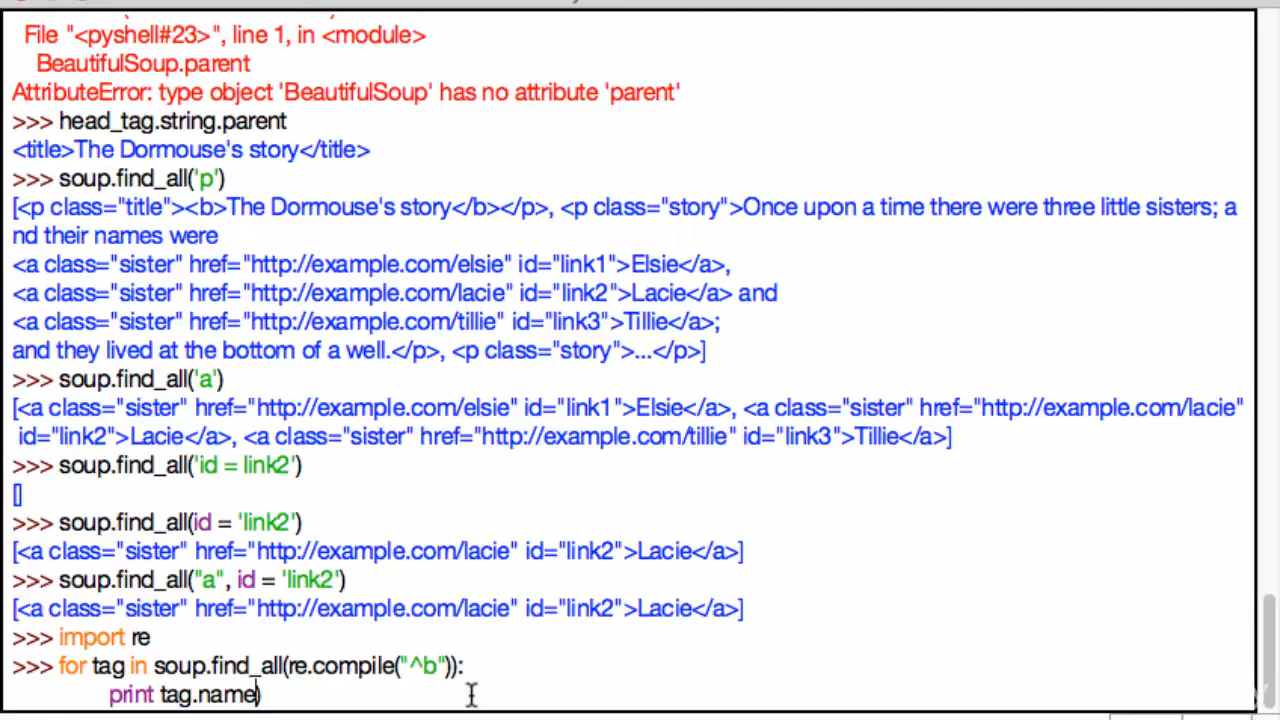 File "<pyshell#23>", line 1, in <module>
BeautifulSoup.parent
AttributeError: type object 'BeautifulSoup' has no attribute 'parent'
>>> head_tag.string.parent
<title>The Dormouse's story</title>
>>> soup.find_all('p')
[<p class="title"><b>The Dormouse's story</b></p>, <p class="story">Once upon a time there were three little sisters; a
nd their names were
<a class="sister" href="http://example.com/elsie" id="link1">Elsie</a>,
<a class="sister" href="http://example.com/lacie" id="link2">Lacie</a> and
<a class="sister" href="http://example.com/tillie" id="link3">Tillie</a>;
and they lived at the bottom of a well.</p>, <p class="story">...</p>]
>>> soup.find_all('a')
[<a class="sister" href="http://example.com/elsie" id="link1">Elsie</a>, <a class="sister" href="http://example.com/lacie"
id="link2">Lacie</a>, <a class="sister" href="http://example.com/tillie" id="link3">Tillie</a>]
>>> soup.find_all('id = link2')
[]
>>> soup.find_all(id = 'link2')
[<a class="sister" href="http://example.com/lacie" id="link2">Lacie</a>]
>>> soup.find_all("a", id = 'link2')
[<a class="sister" href="http://example.com/lacie" id="link2">Lacie</a>]
>>> import re
>>> for tag in soup.find_all(re.compile("^b")):
print tag.name)